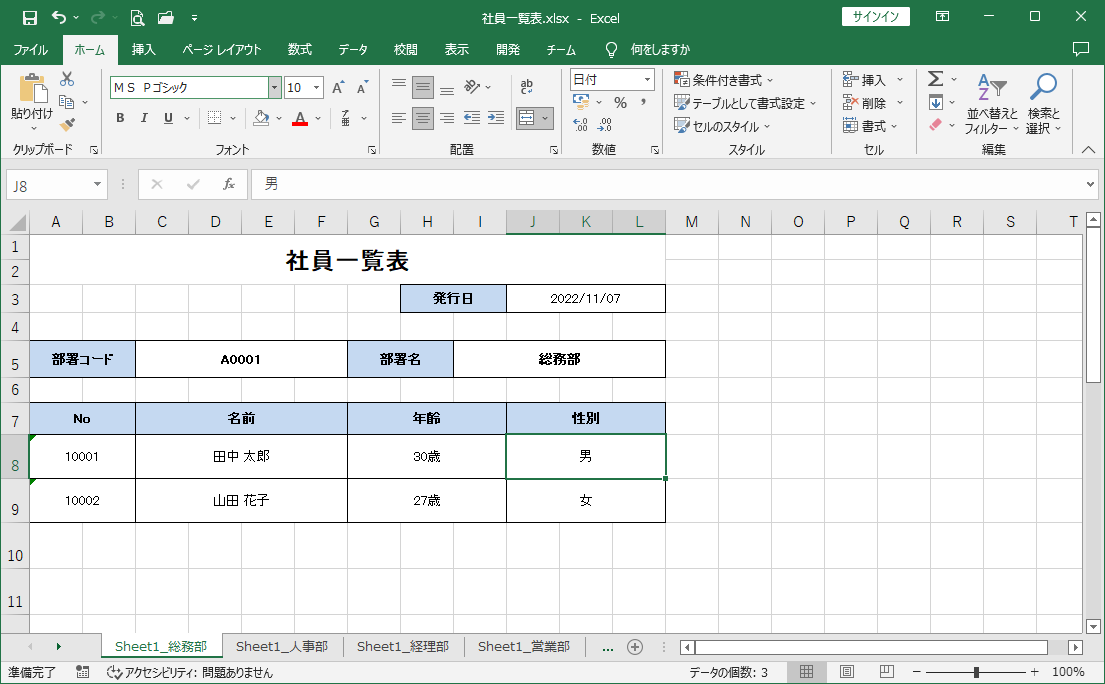 社員一覧表.xlsx - Excel
サインイン
ファイル ホーム 挿入 ページ レイアウト 数式 データ 校閲 表示 開発 チーム 何をしますか
貼り付け
クリップボード
ＭＳ Ｐゴシック 10
B I U A 亜
フォント
ab
配置
日付
% ,
数値
条件付き書式
テーブルとして書式設定
セルのスタイル
スタイル
挿入
削除
書式
セル
Σ
並べ替えと
フィルター
検索と
選択
編集
J8 fx 男
A B C D E F G H I J K L M N O P Q R S T
1 社員一覧表
2
3 発行日 2022/11/07
4
5 部署コード A0001 部署名 総務部
6
7 No 名前 年齢 性別
8 10001 田中 太郎 30歳 男
9 10002 山田 花子 27歳 女
10
11
Sheet1_総務部 Sheet1_人事部 Sheet1_経理部 Sheet1_営業部 ...
準備完了 アクセシビリティ: 問題ありません データの個数: 3 100%